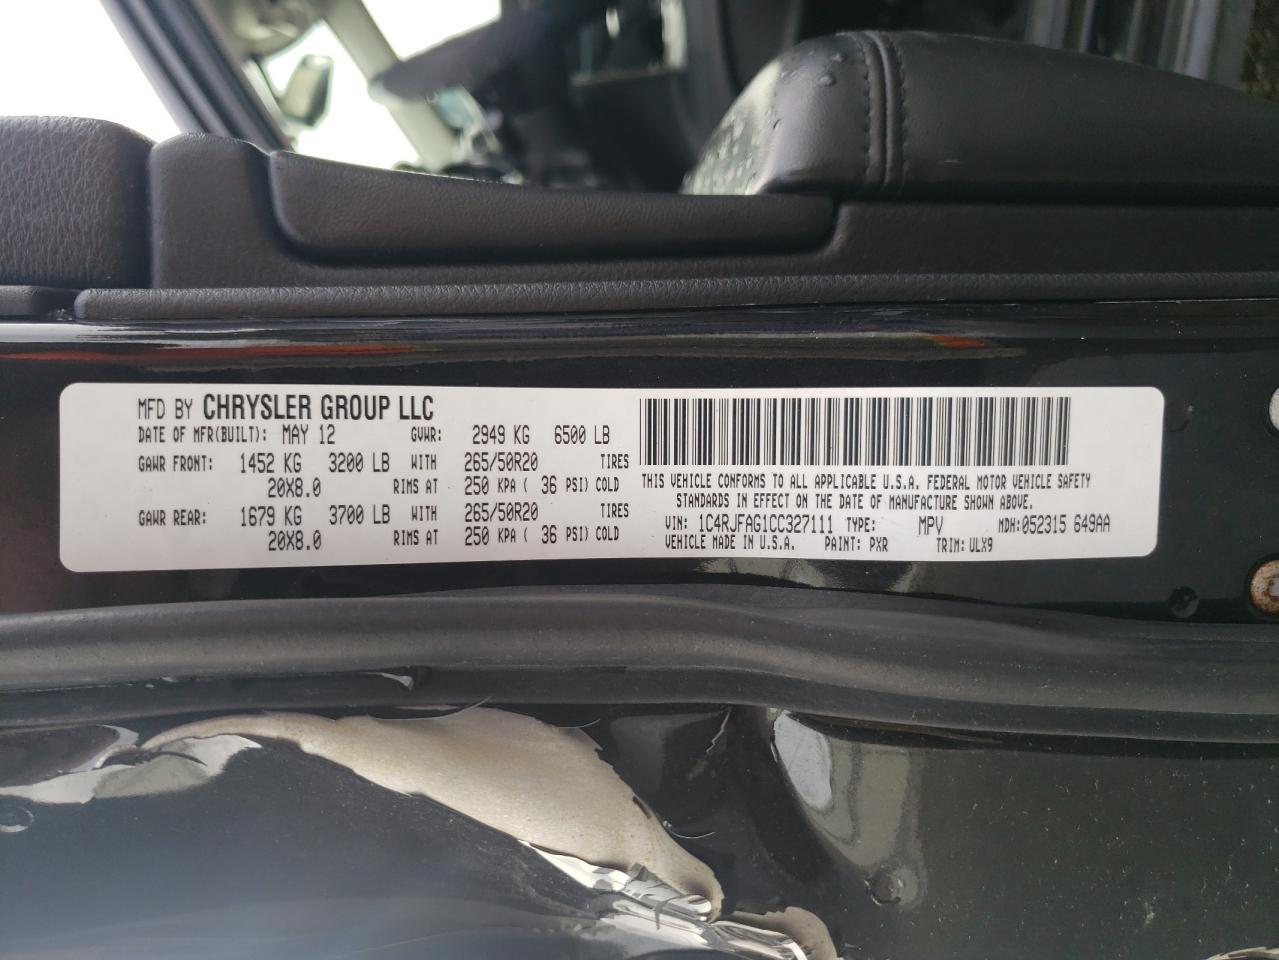 MFD BY CHRYSLER GROUP LLC
DATE OF MFR(BUILT): MAY 12 GVWR: 2949 KG 6500 LB
GAWR FRONT: 1452 KG 3200 LB WITH 265/50R20 TIRES
20X8.0 RIMS AT 250 KPA ( 36 PSI) COLD
GAWR REAR: 1679 KG 3700 LB WITH 265/50R20 TIRES
20X8.0 RIMS AT 250 KPA ( 36 PSI) COLD
THIS VEHICLE CONFORMS TO ALL APPLICABLE U.S.A. FEDERAL MOTOR VEHICLE SAFETY
STANDARDS IN EFFECT ON THE DATE OF MANUFACTURE SHOWN ABOVE.
VIN: 1C4RJFAG1CC327111 TYPE: MPV MDH: 052315 649AA
VEHICLE MADE IN U.S.A. PAINT: PXR TRIM: ULX9